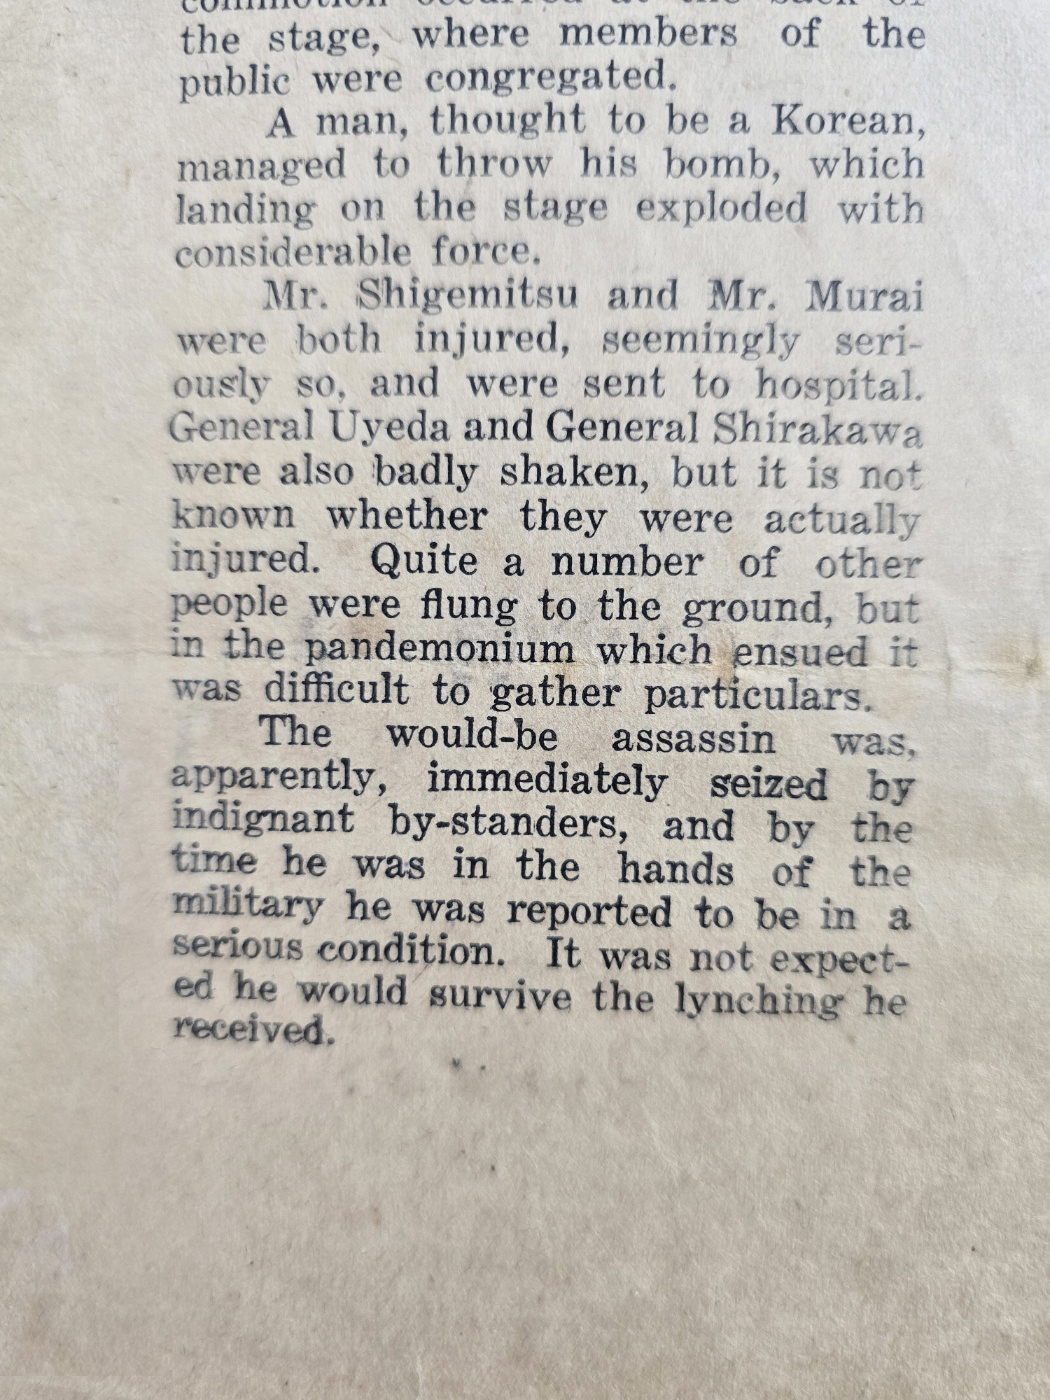 commotion occurred at the back of
the stage, where members of the
public were congregated.
A man, thought to be a Korean,
managed to throw his bomb, which
landing on the stage exploded with
considerable force.
Mr. Shigemitsu and Mr. Murai
were both injured, seemingly seri-
ously so, and were sent to hospital.
General Uyeda and General Shirakawa
were also badly shaken, but it is not
known whether they were actually
injured. Quite a number of other
people were flung to the ground, but
in the pandemonium which ensued it
was difficult to gather particulars.
The would-be assassin was,
apparently, immediately seized by
indignant by-standers, and by the
time he was in the hands of the
military he was reported to be in a
serious condition. It was not expect-
ed he would survive the lynching he
received.